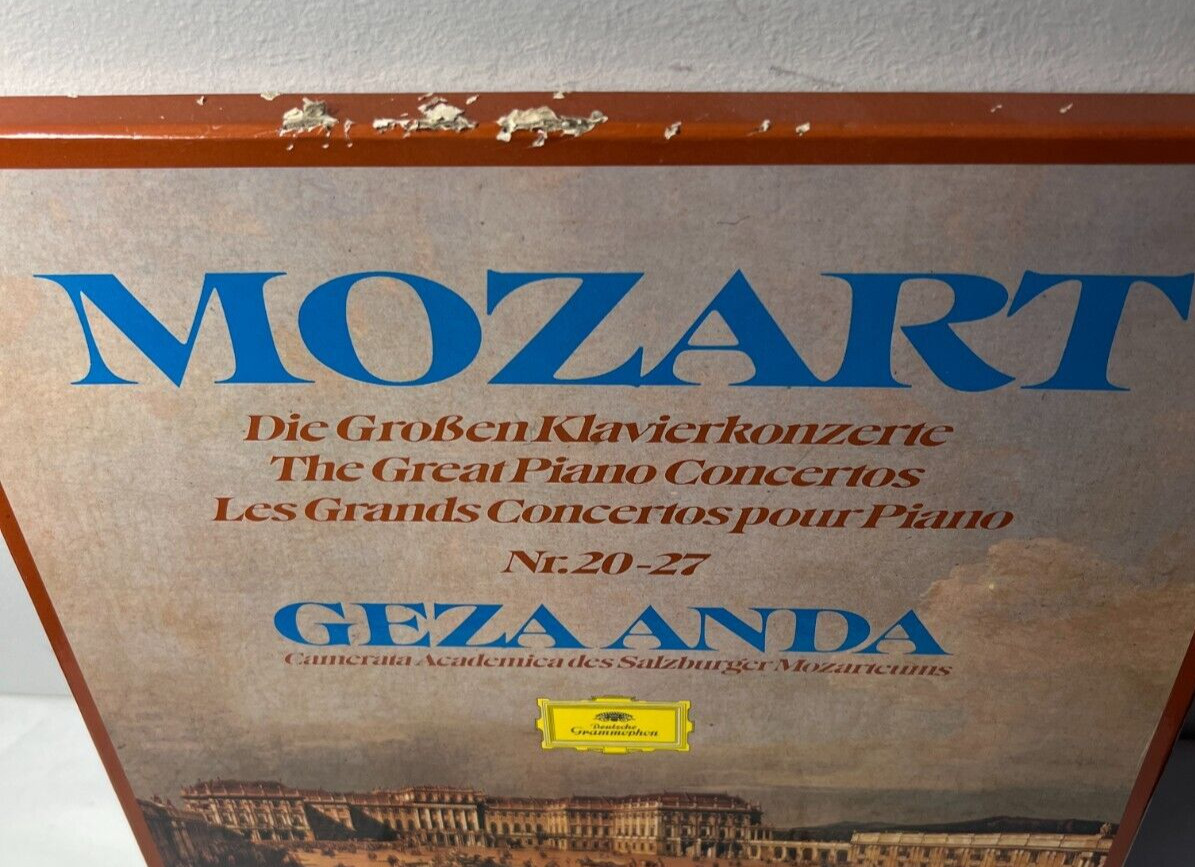 MOZART
Die Großen Klavierkonzerte
The Great Piano Concertos
Les Grands Concertos pour Piano
Nr. 20-27
GEZA ANDA
Camerata Academica des Salzburger Mozarteums
Deutsche
Grammophon